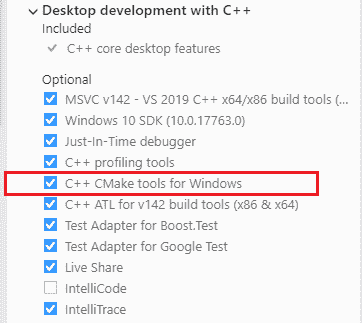 Desktop development with C++
Included
C++ core desktop features
Optional
MSVC v142 - VS 2019 C++ x64/x86 build tools (...
Windows 10 SDK (10.0.17763.0)
Just-In-Time debugger
C++ profiling tools
C++ CMake tools for Windows
C++ ATL for v142 build tools (x86 & x64)
Test Adapter for Boost.Test
Test Adapter for Google Test
Live Share
IntelliCode
IntelliTrace